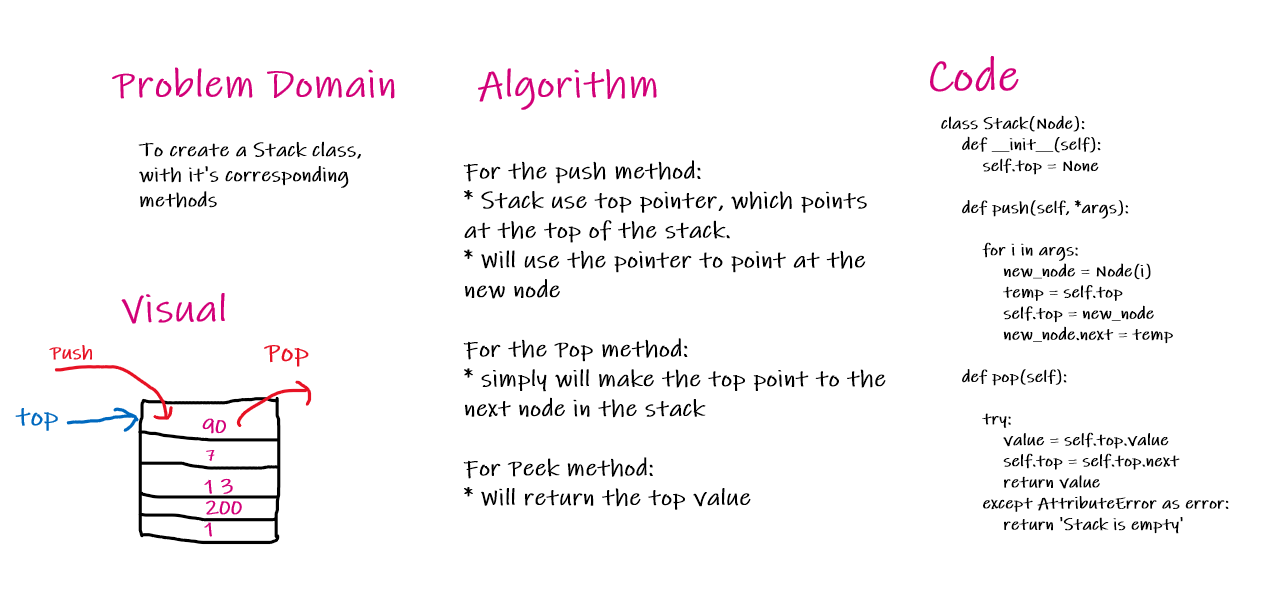 Problem Domain
To create a Stack class,
with it's corresponding
methods
Visual
Push
Pop
top
90
7
1 3
200
1
Algorithm
For the push method:
* Stack use top pointer, which points
at the top of the stack.
* Will use the pointer to point at the
new node
For the Pop method:
* simply will make the top point to the
next node in the stack
For Peek method:
* Will return the top value
Code
class Stack(Node):
def __init__(self):
self.top = None
def push(self, *args):
for i in args:
new_node = Node(i)
temp = self.top
self.top = new_node
new_node.next = temp
def pop(self):
try:
value = self.top.value
self.top = self.top.next
return value
except AttributeError as error:
return 'Stack is empty'